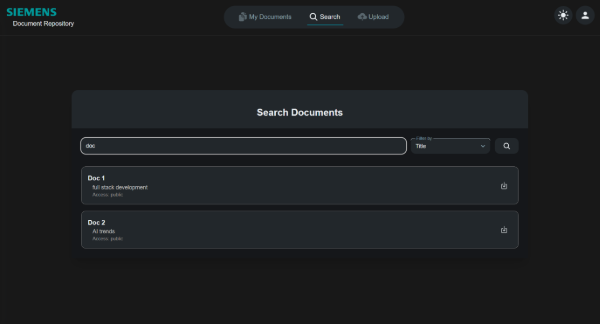 SIEMENS
Document Repository
My Documents
Search
Upload
Search Documents
doc
Filter by
Title
Doc 1
full stack development
Access: public
Doc 2
AI trends
Access: public